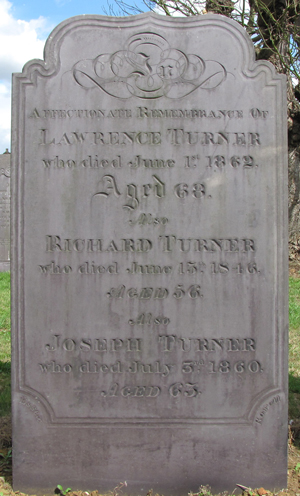 In
Affectionate Remembrance Of
Lawrence Turner
who died June 1st 1862.
Aged 68.
Also
Richard Turner
who died June 15th 1846.
Aged 56.
Also
Joseph Turner
who died July 3rd 1860.
Aged 65.